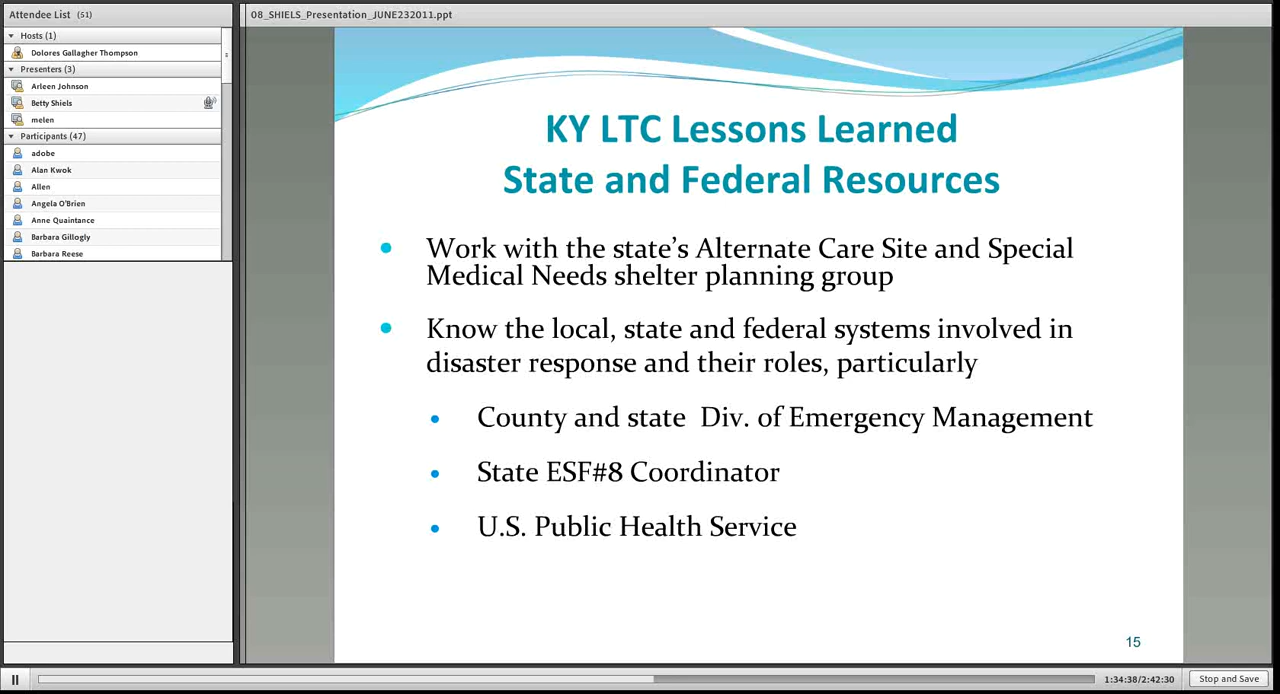 Attendee List (51)
Hosts (1)
Dolores Gallagher Thompson
Presenters (3)
Arleen Johnson
Betty Shiels
melen
Participants (47)
adobe
Alan Kwok
Allen
Angela O'Brien
Anne Quaintance
Barbara Gillogly
Barbara Reese
08_SHIELS_Presentation_JUNE232011.ppt
KY LTC Lessons Learned
State and Federal Resources
Work with the state's Alternate Care Site and Special
Medical Needs shelter planning group
Know the local, state and federal systems involved in
disaster response and their roles, particularly
County and state  Div. of Emergency Management
State ESF#8 Coordinator
U.S. Public Health Service
15
1:34:38/2:42:30
Stop and Save